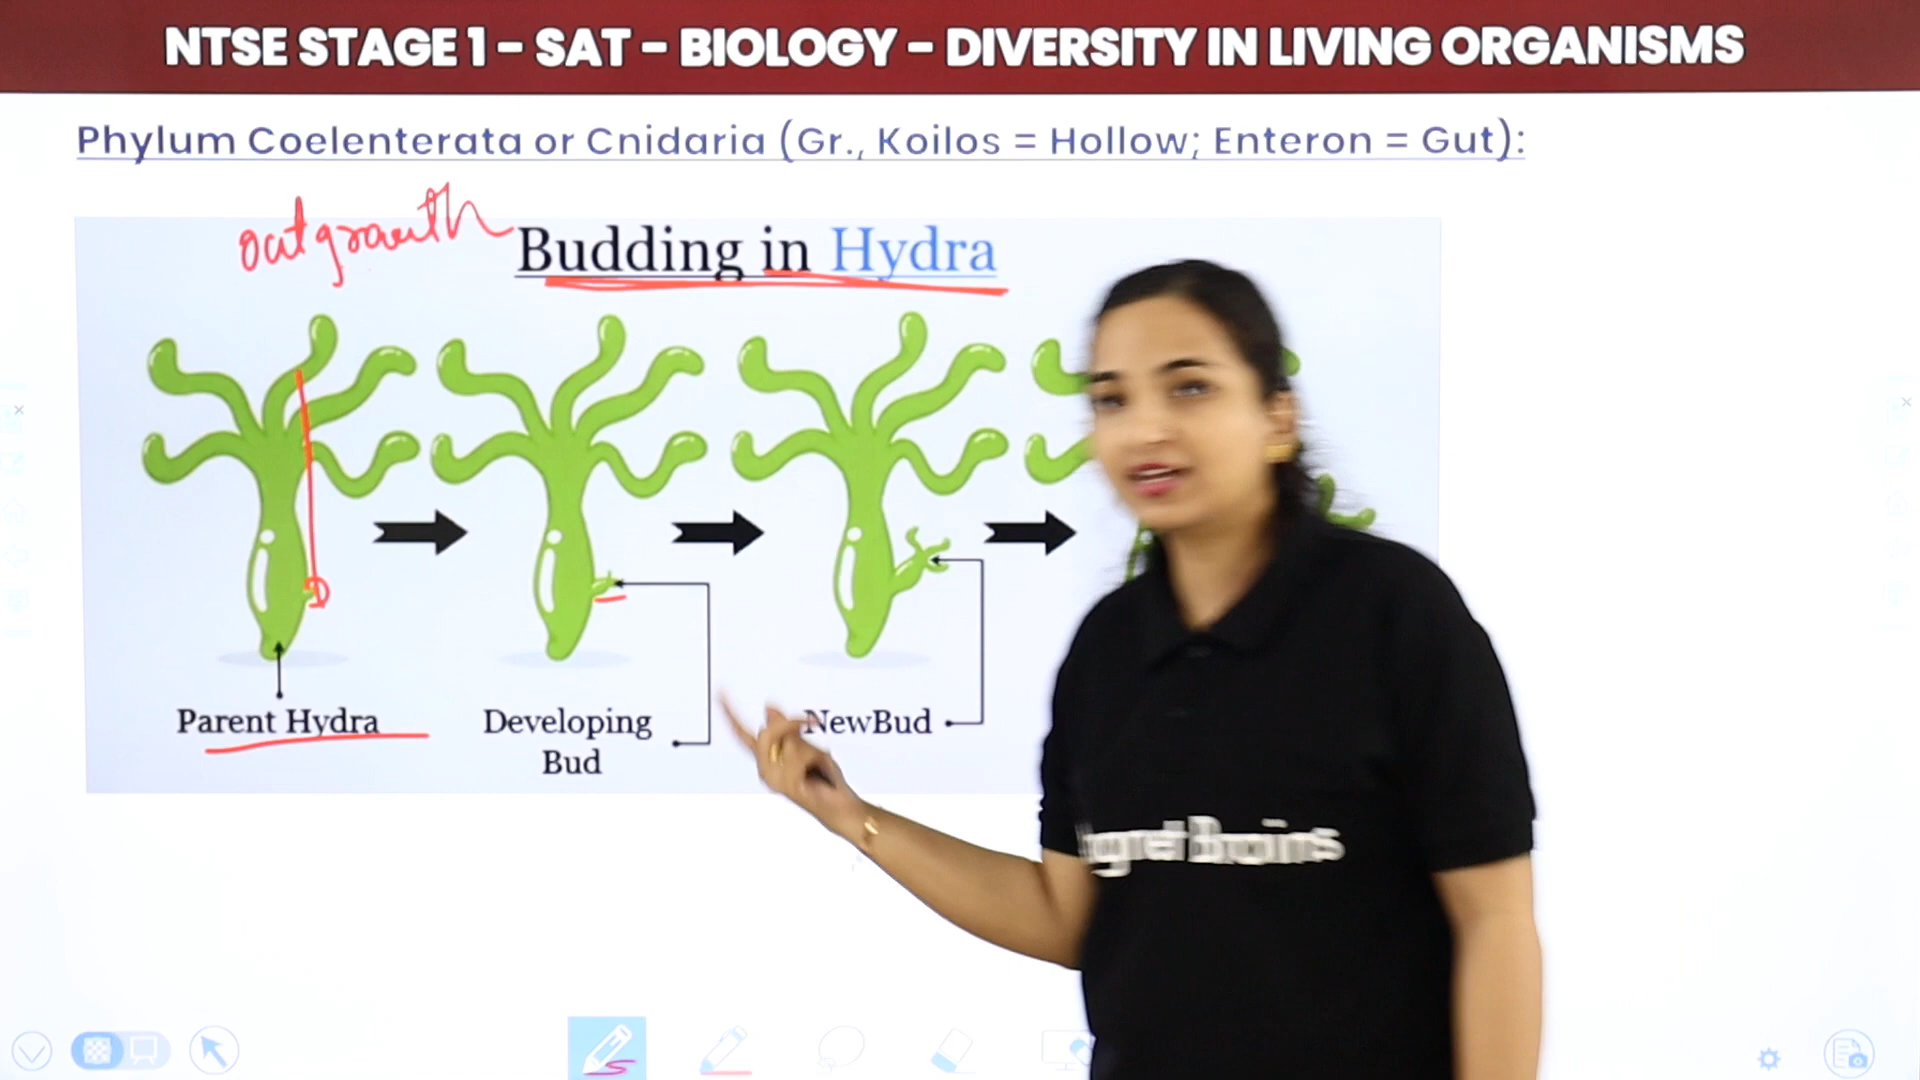 NTSE STAGE 1 – SAT – BIOLOGY – DIVERSITY IN LIVING ORGANISMS
Phylum Coelenterata or Cnidaria (Gr., Koilos = Hollow; Enteron = Gut):
outgrowth
Budding in Hydra
Parent Hydra
Developing
Bud
NewBud
Brains